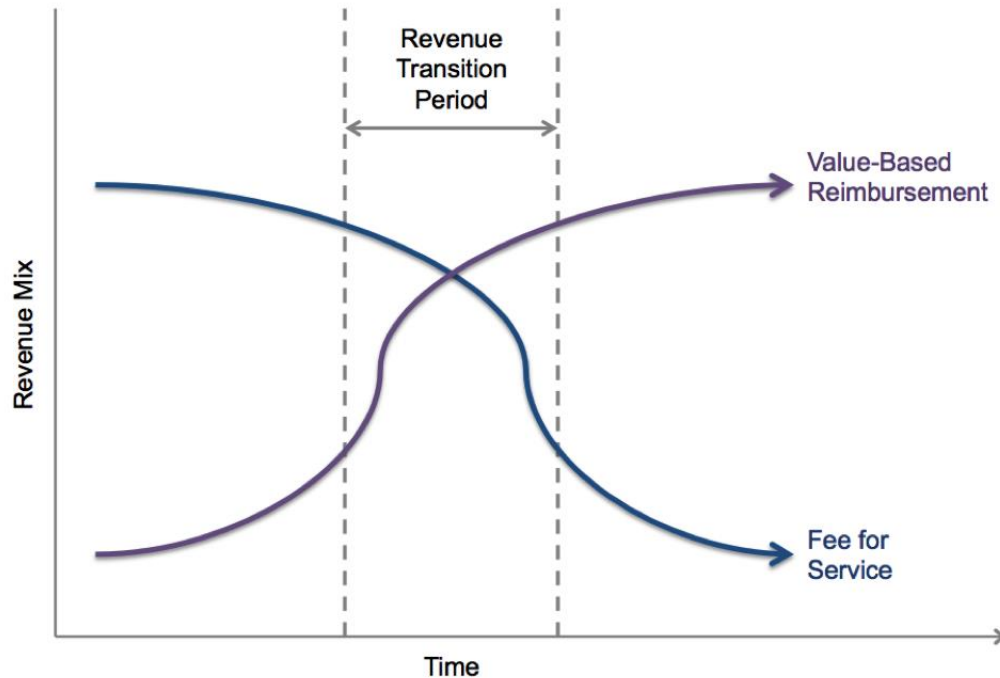 Revenue
Transition
Period
Value-Based
Reimbursement
Revenue Mix
Fee for
Service
Time